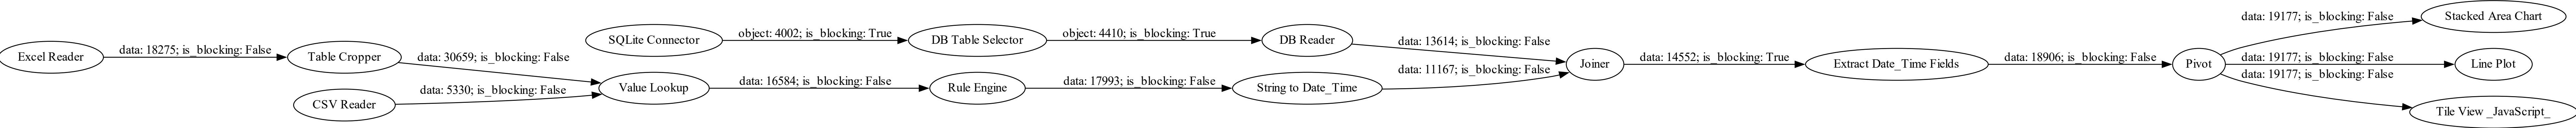 Excel Reader
data: 18275; is_blocking: False
Table Cropper
data: 30659; is_blocking: False
CSV Reader
data: 5330; is_blocking: False
SQLite Connector
object: 4002; is_blocking: True
DB Table Selector
object: 4410; is_blocking: True
DB Reader
data: 13614; is_blocking: False
Value Lookup
data: 16584; is_blocking: False
Rule Engine
data: 17993; is_blocking: False
String to Date_Time
data: 11167; is_blocking: False
Joiner
data: 14552; is_blocking: True
Extract Date_Time Fields
data: 18906; is_blocking: False
Pivot
data: 19177; is_blocking: False
Stacked Area Chart
data: 19177; is_blocking: False
Line Plot
data: 19177; is_blocking: False
Tile View _JavaScript_